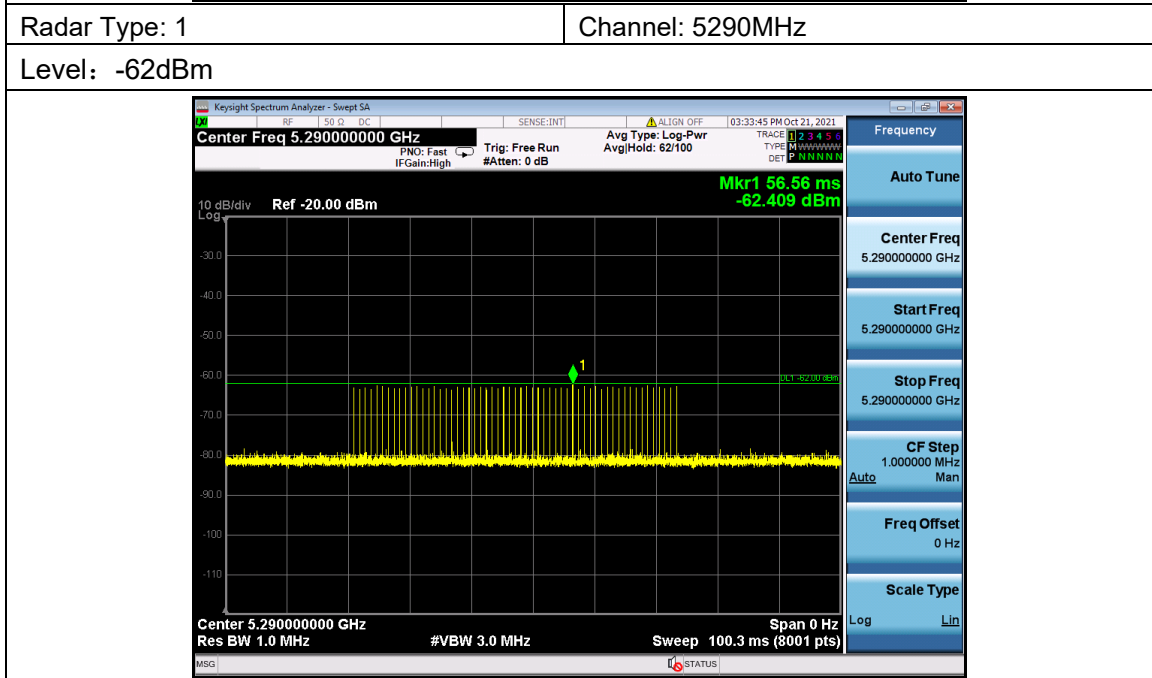 Radar Type: 1
Channel: 5290MHz
Level：-62dBm
Keysight Spectrum Analyzer - Swept SA
LXI RF 50 Ω DC SENSE:INT ALIGN OFF 03:33:45 PM Oct 21, 2021
Center Freq 5.290000000 GHz
PNO: Fast
IFGain:High
Trig: Free Run
#Atten: 0 dB
Avg Type: Log-Pwr
Avg|Hold: 62/100
TRACE 1 2 3 4 5 6
TYPE M WWWWW
DET P N N N N N
Mkr1 56.56 ms
-62.409 dBm
10 dB/div Ref -20.00 dBm
Log
-30.0
-40.0
-50.0
-60.0
-70.0
-80.0
-90.0
-100
-110
1
DL1 -62.00 dBm
Center 5.290000000 GHz Span 0 Hz
Res BW 1.0 MHz #VBW 3.0 MHz Sweep 100.3 ms (8001 pts)
MSG STATUS
Frequency
Auto Tune
Center Freq
5.290000000 GHz
Start Freq
5.290000000 GHz
Stop Freq
5.290000000 GHz
CF Step
1.000000 MHz
Auto Man
Freq Offset
0 Hz
Scale Type
Log Lin